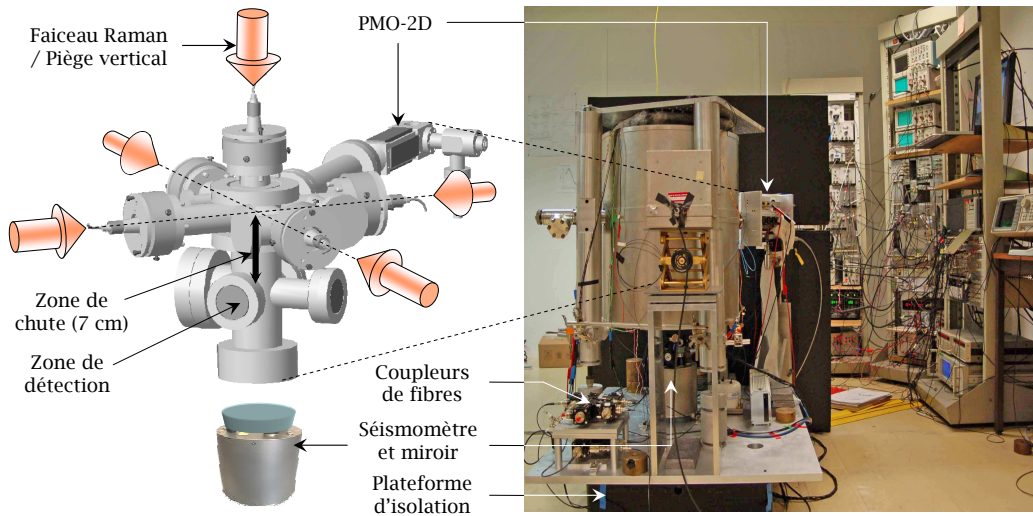 Faiceau Raman
/ Piège vertical
PMO-2D
Zone de
chute (7 cm)
Zone de
détection
Coupleurs
de fibres
Séismomètre
et miroir
Plateforme
d'isolation